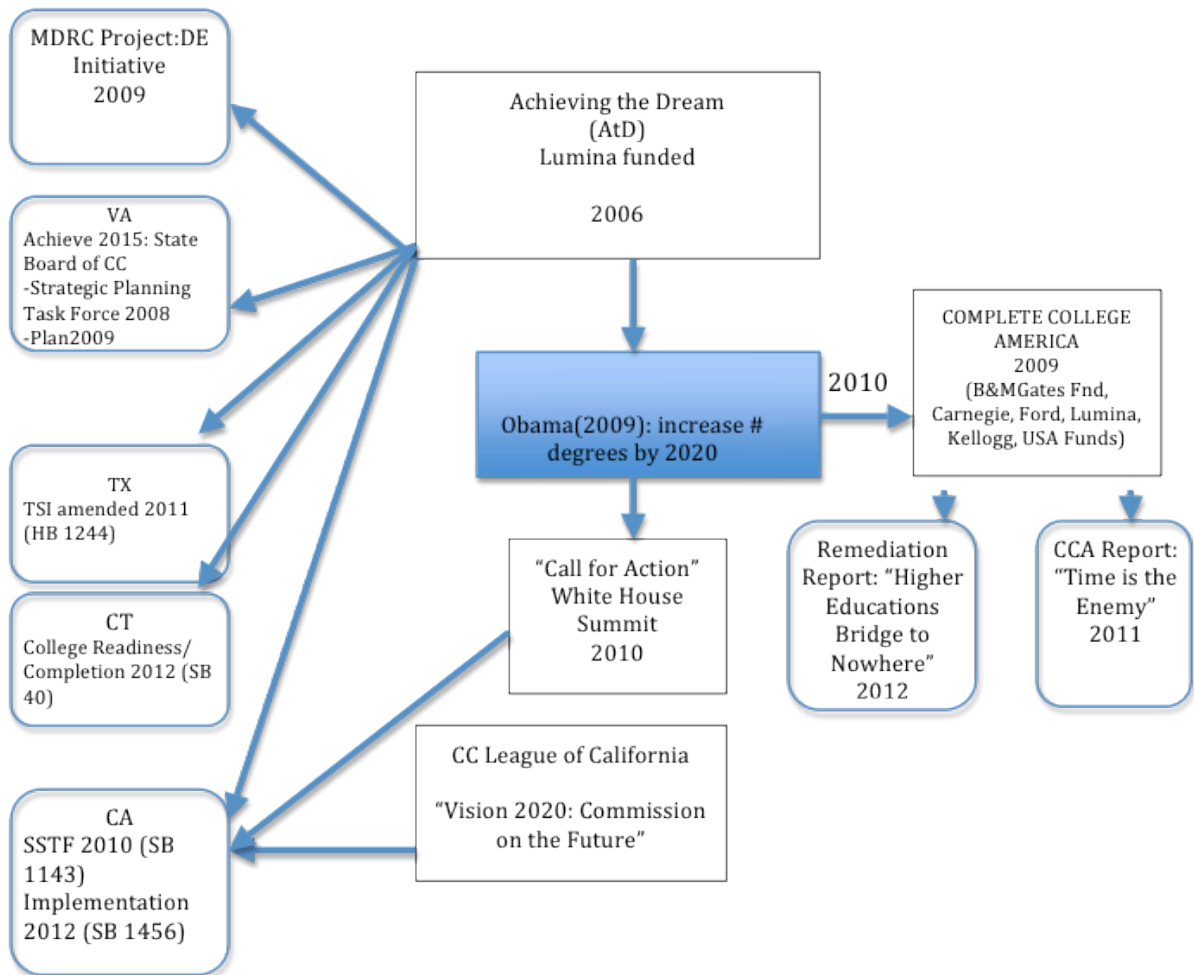 MDRC Project:DE
Initiative
2009
Achieving the Dream
(AtD)
Lumina funded
2006
VA
Achieve 2015: State
Board of CC
-Strategic Planning
Task Force 2008
-Plan2009
COMPLETE COLLEGE
AMERICA
2009
(B&MGates Fnd,
Carnegie, Ford, Lumina,
Kellogg, USA Funds)
2010
Obama(2009): increase #
degrees by 2020
TX
TSI amended 2011
(HB 1244)
CT
College Readiness/
Completion 2012 (SB
40)
“Call for Action”
White House
Summit
2010
Remediation
Report: “Higher
Educations
Bridge to
Nowhere”
2012
CCA Report:
“Time is the
Enemy”
2011
CC League of California
“Vision 2020: Commission
on the Future”
CA
SSTF 2010 (SB
1143)
Implementation
2012 (SB 1456)